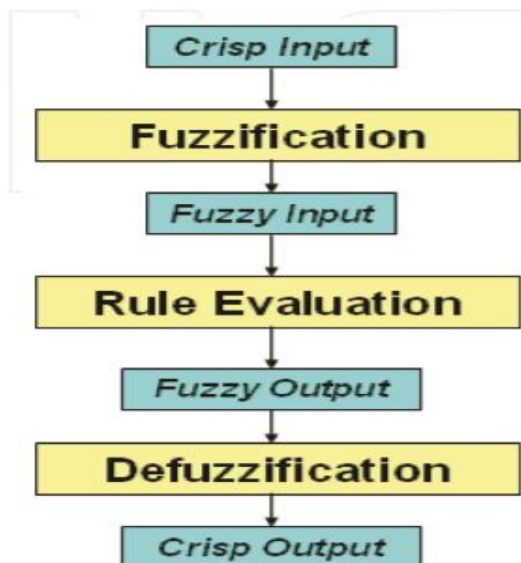 Crisp Input
Fuzzification
Fuzzy Input
Rule Evaluation
Fuzzy Output
Defuzzification
Crisp Output